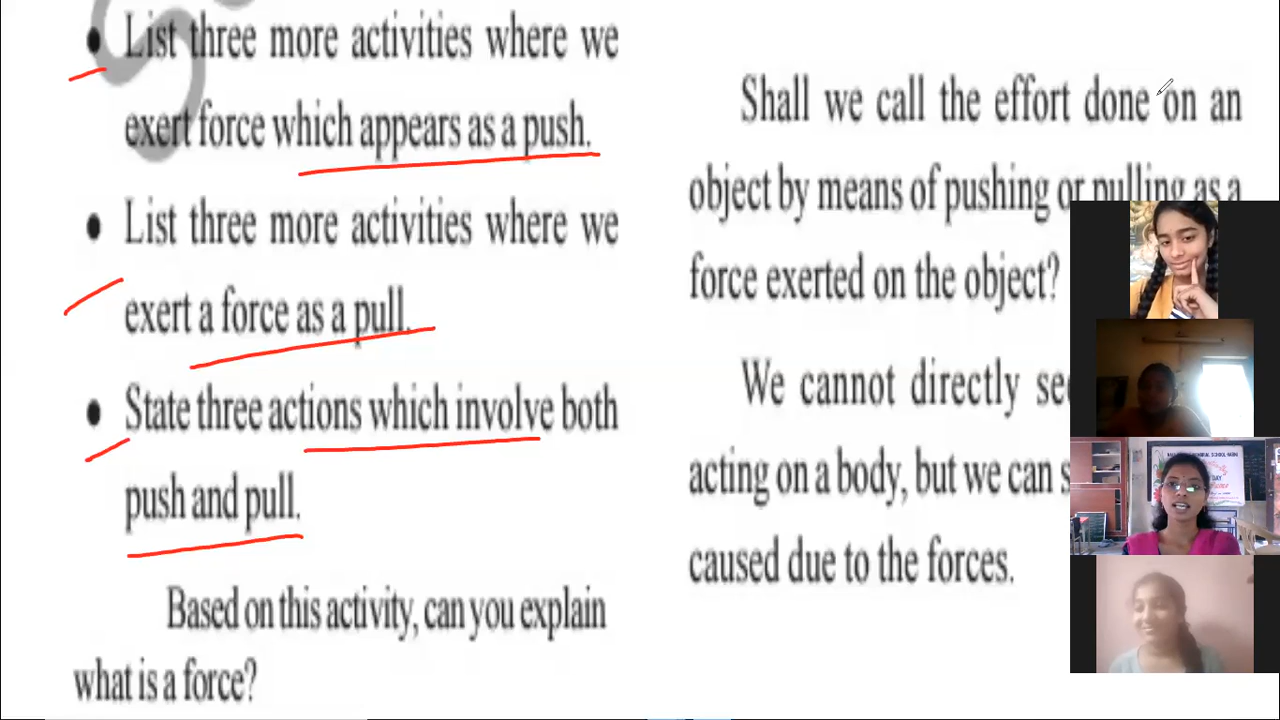 • List three more activities where we
exert force which appears as a push.
• List three more activities where we
exert a force as a pull.
• State three actions which involve both
push and pull.
Based on this activity, can you explain
what is a force?
Shall we call the effort done on an
object by means of pushing or pulling as a
force exerted on the object?
We cannot directly
acting on a body, but we can
caused due to the forces.